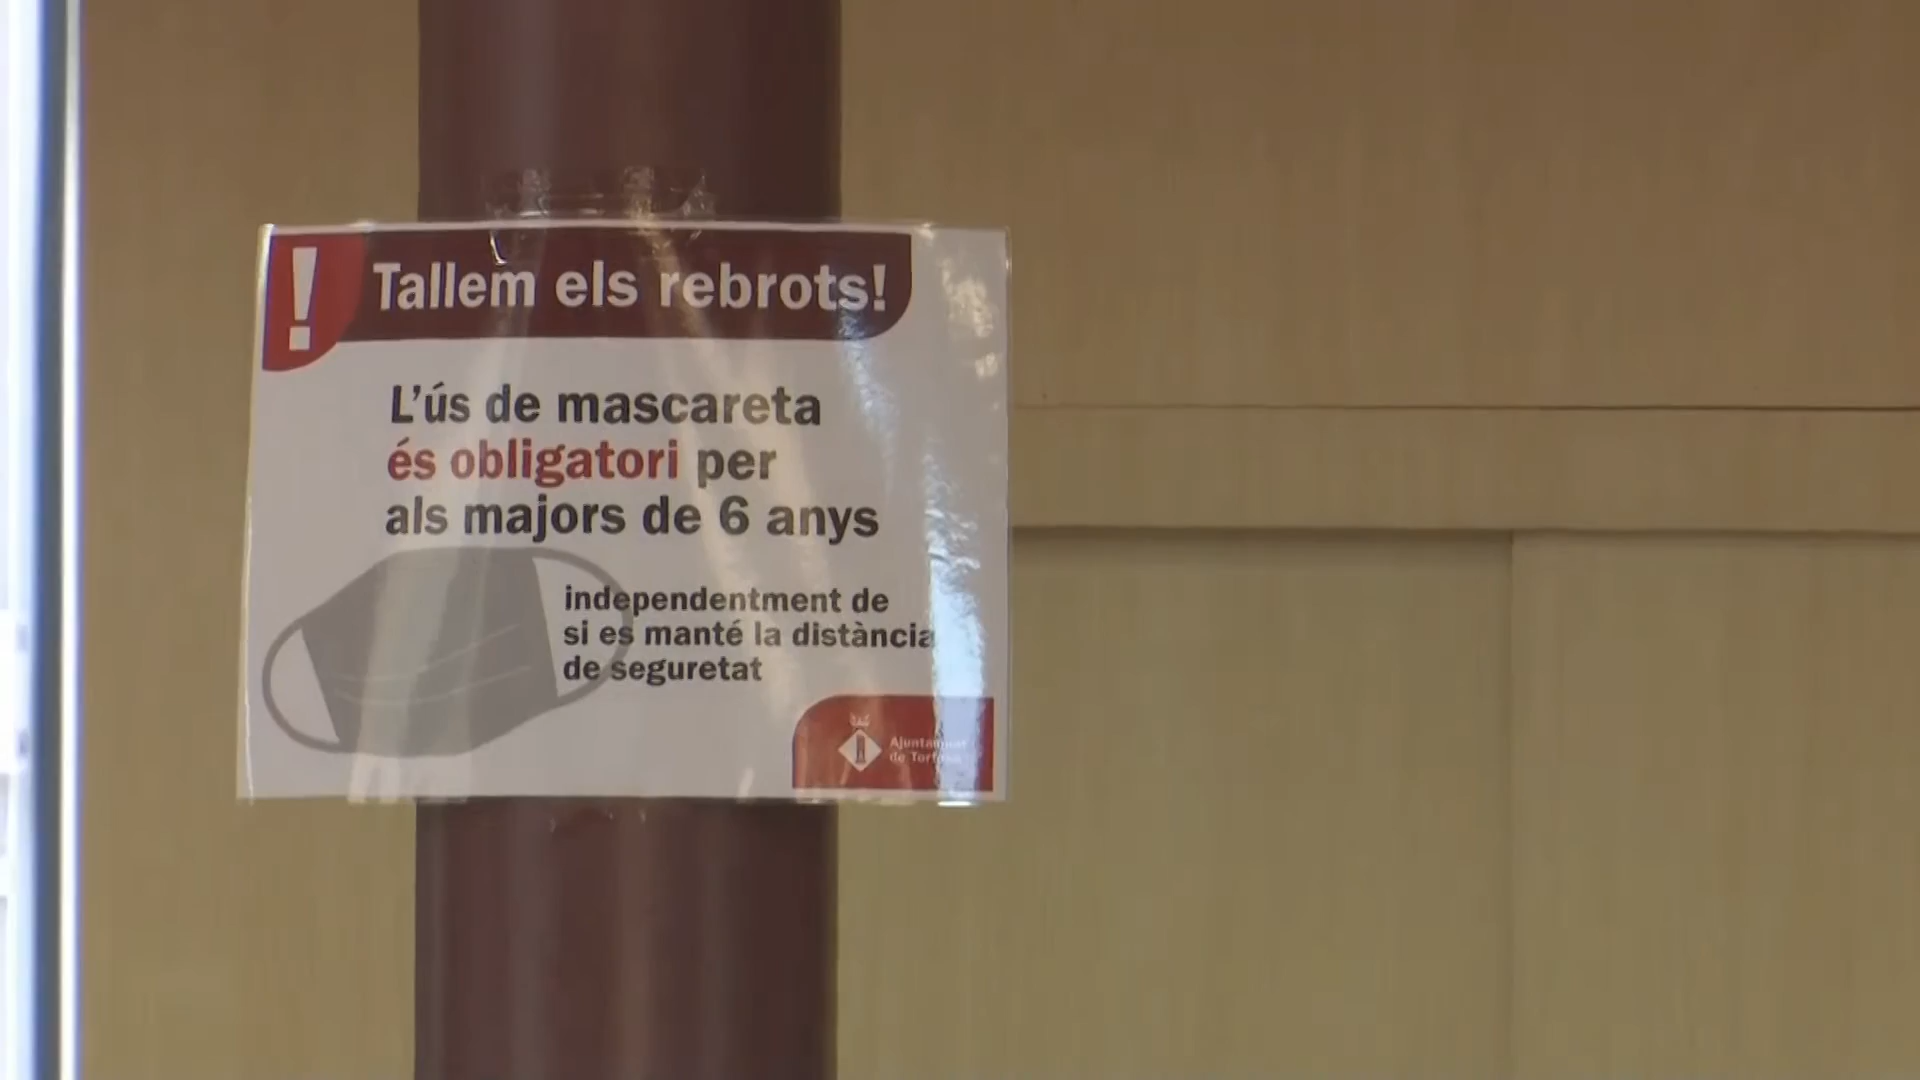 ! Tallem els rebrots!
L'ús de mascareta
és obligatori per
als majors de 6 anys
independentment de
si es manté la distància
de seguretat
Ajuntament
de Tortosa